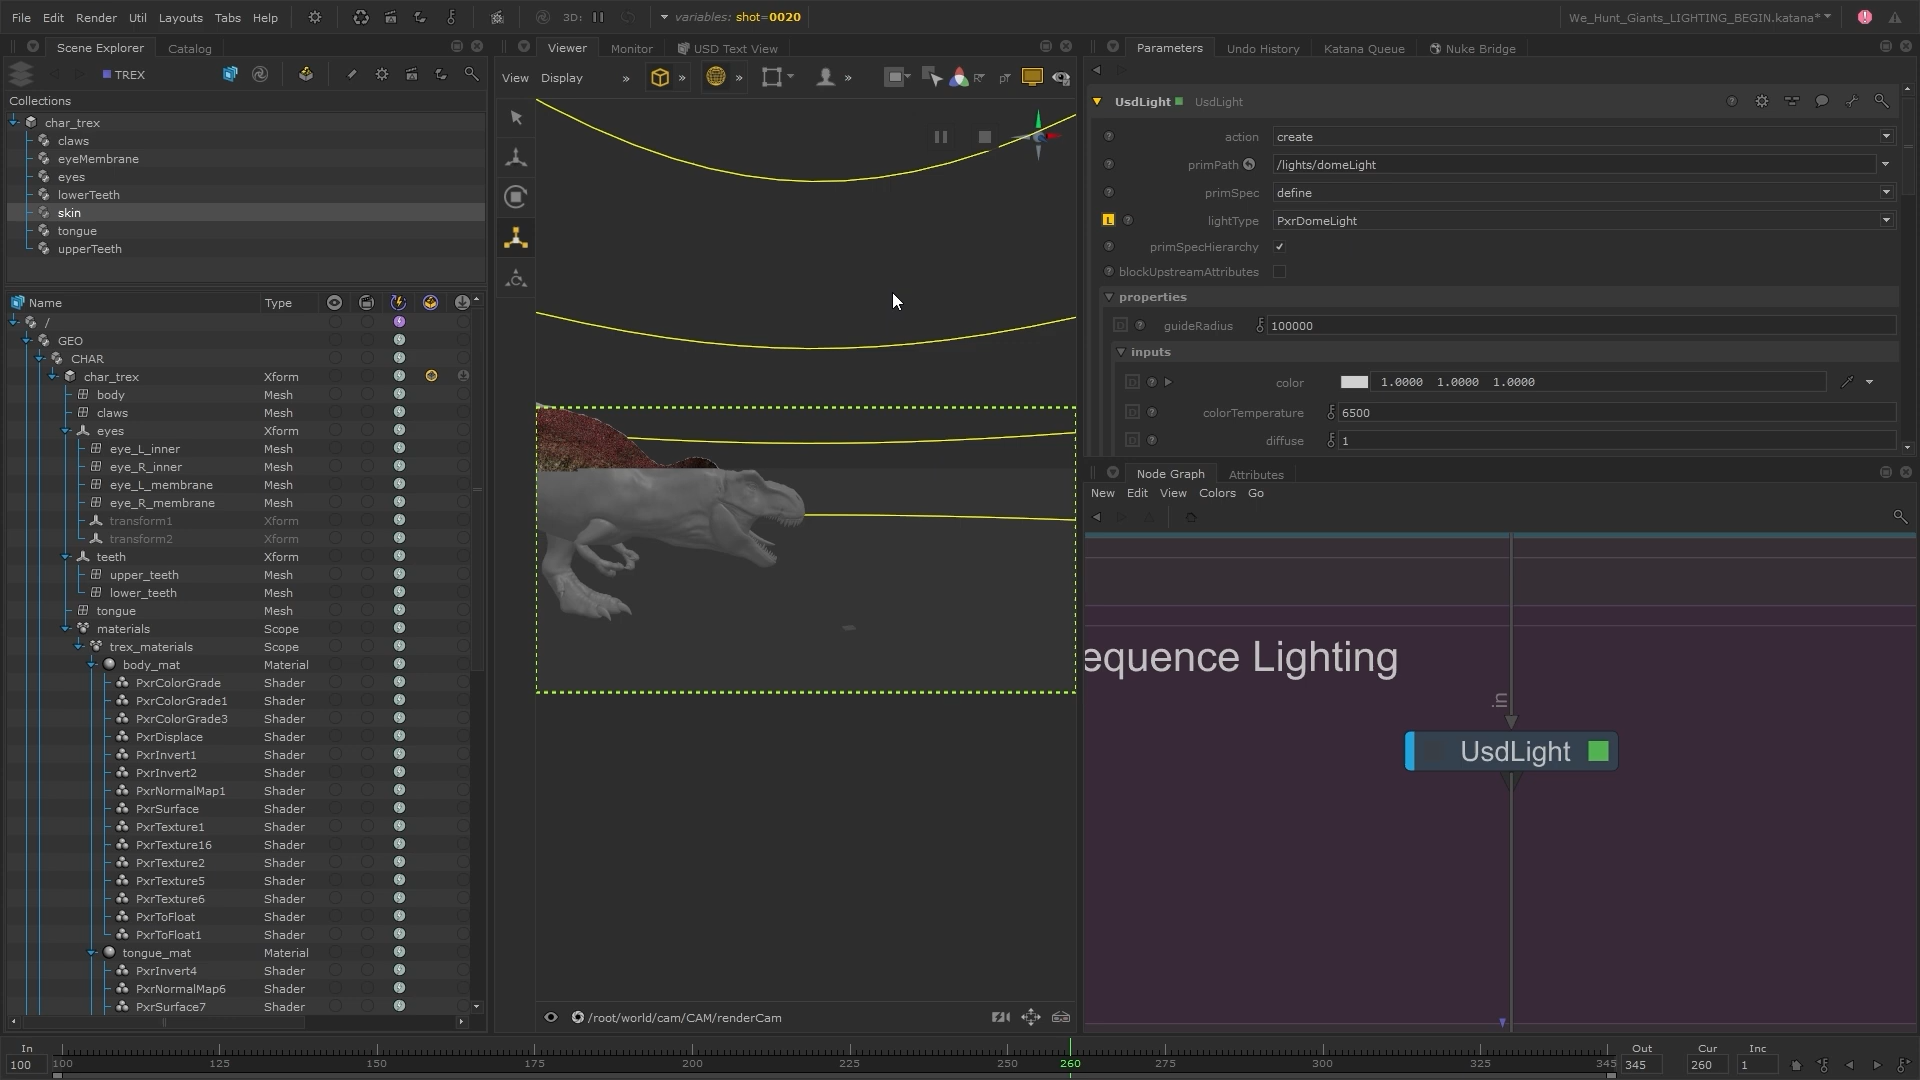 File Edit Render Util Layouts Tabs Help 3D: variables: shot=0020 We_Hunt_Giants_LIGHTING_BEGIN.katana*
Scene Explorer Catalog
TREX
Collections
char_trex
claws
eyeMembrane
eyes
lowerTeeth
skin
tongue
upperTeeth
Name Type
/
GEO
CHAR
char_trex Xform
body Mesh
claws Mesh
eyes Xform
eye_L_inner Mesh
eye_R_inner Mesh
eye_L_membrane Mesh
eye_R_membrane Mesh
transform1 Xform
transform2 Xform
teeth Xform
upper_teeth Mesh
lower_teeth Mesh
tongue Mesh
materials Scope
trex_materials Scope
body_mat Material
PxrColorGrade Shader
PxrColorGrade1 Shader
PxrColorGrade3 Shader
PxrDisplace Shader
PxrInvert1 Shader
PxrInvert2 Shader
PxrNormalMap1 Shader
PxrSurface Shader
PxrTexture1 Shader
PxrTexture16 Shader
PxrTexture2 Shader
PxrTexture5 Shader
PxrTexture6 Shader
PxrToFloat Shader
PxrToFloat1 Shader
tongue_mat Material
PxrInvert4 Shader
PxrNormalMap6 Shader
PxrSurface7 Shader
Viewer Monitor USD Text View
View Display
/root/world/cam/CAM/renderCam
Parameters Undo History Katana Queue Nuke Bridge
UsdLight UsdLight
action create
primPath /lights/domeLight
primSpec define
L lightType PxrDomeLight
primSpecHierarchy
blockUpstreamAttributes
properties
guideRadius 100000
inputs
color 1.0000 1.0000 1.0000
colorTemperature 6500
diffuse 1
Node Graph Attributes
New Edit View Colors Go
equence Lighting
in
UsdLight
In Out Cur Inc
100 100 125 150 175 200 225 250 260 275 300 325 345 345 260 1